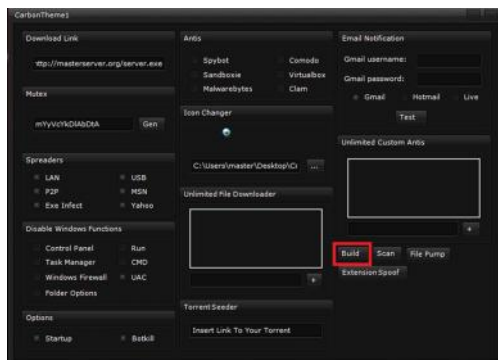 CarbonTheme1
Download Link
ttp://masterserver.org/server.exe
Mutex
mYyVcYkDlAbDtA
Gen
Spreaders
LAN
USB
P2P
MSN
Exe Infect
Yahoo
Disable Windows Functions
Control Panel
Run
Task Manager
CMD
Windows Firewall
UAC
Folder Options
Options
Startup
Botkill
Antis
Spybot
Comodo
Sandboxie
Virtualbox
Malwarebytes
Clam
Icon Changer
C:\Users\master\Desktop\Ci
...
Unlimited File Downloader
+
Torrent Seeder
Insert Link To Your Torrent
Email Notification
Gmail username:
Gmail password:
Gmail
Hotmail
Live
Test
Unlimited Custom Antis
+
Build
Scan
File Pump
Extension Spoof